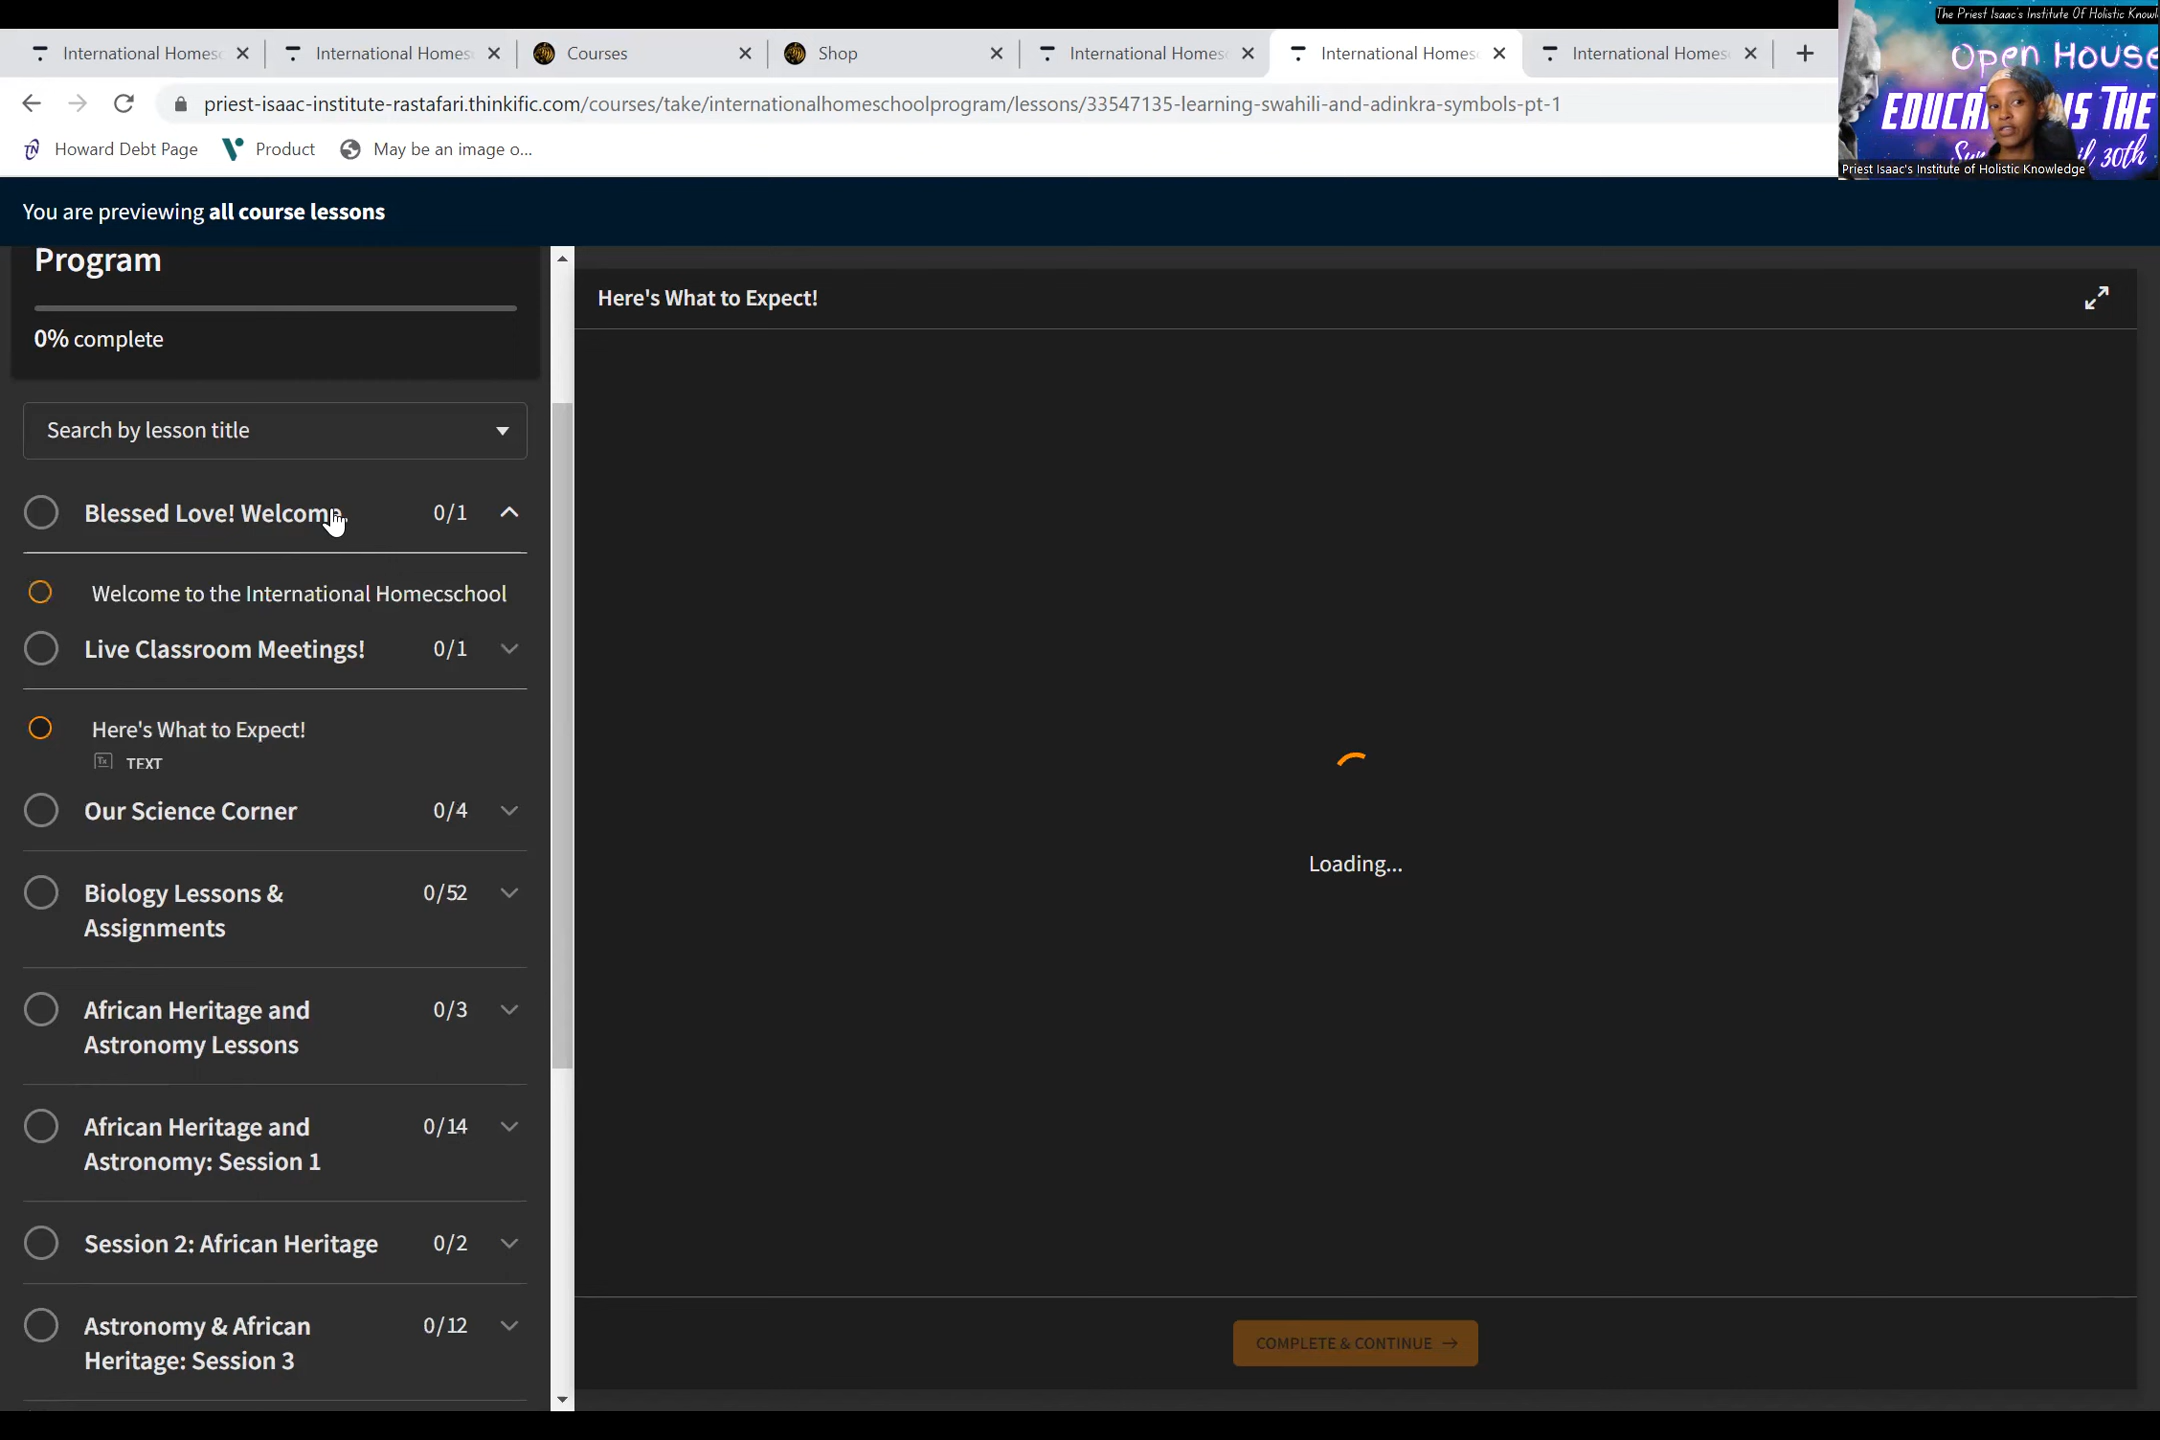 The Priest Isaac's Institute Of Holistic Knowl
International Homes
International Homes
Courses
Shop
International Homes
International Homes
International Homes
Open House
priest-isaac-institute-rastafari.thinkific.com/courses/take/internationalhomeschoolprogram/lessons/33547135-learning-swahili-and-adinkra-symbols-pt-1
IS THE
30th
Howard Debt Page
Product
May be an image o...
Priest Isaac's Institute of Holistic Knowledge
You are previewing all course lessons
Program
0% complete
Search by lesson title
Blessed Love! Welcome
0/1
Welcome to the International Homecschool
Live Classroom Meetings!
0/1
Here's What to Expect!
TEXT
Our Science Corner
0/4
Biology Lessons &
Assignments
0/52
African Heritage and
Astronomy Lessons
0/3
African Heritage and
Astronomy: Session 1
0/14
Session 2: African Heritage
0/2
Astronomy & African
Heritage: Session 3
0/12
Here's What to Expect!
Loading...
COMPLETE & CONTINUE →